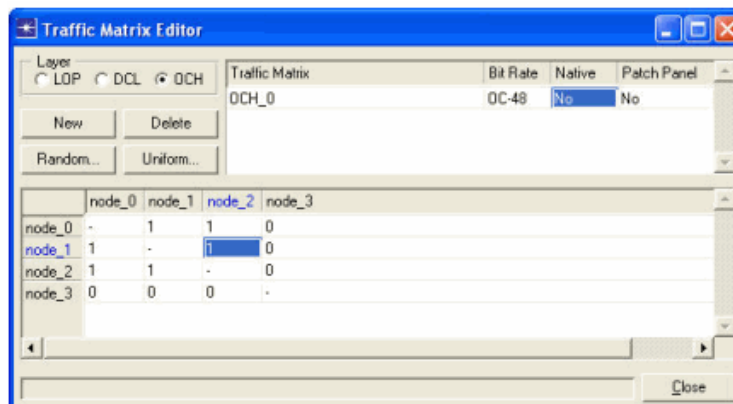 Traffic Matrix Editor
Layer
LOP DCL OCH
New Delete
Random... Uniform...
Traffic Matrix Bit Rate Native Patch Panel
OCH_0 OC-48 No No
node_0 node_1 node_2 node_3
node_0 - 1 1 0
node_1 1 - 1 0
node_2 1 1 - 0
node_3 0 0 0 -
Close